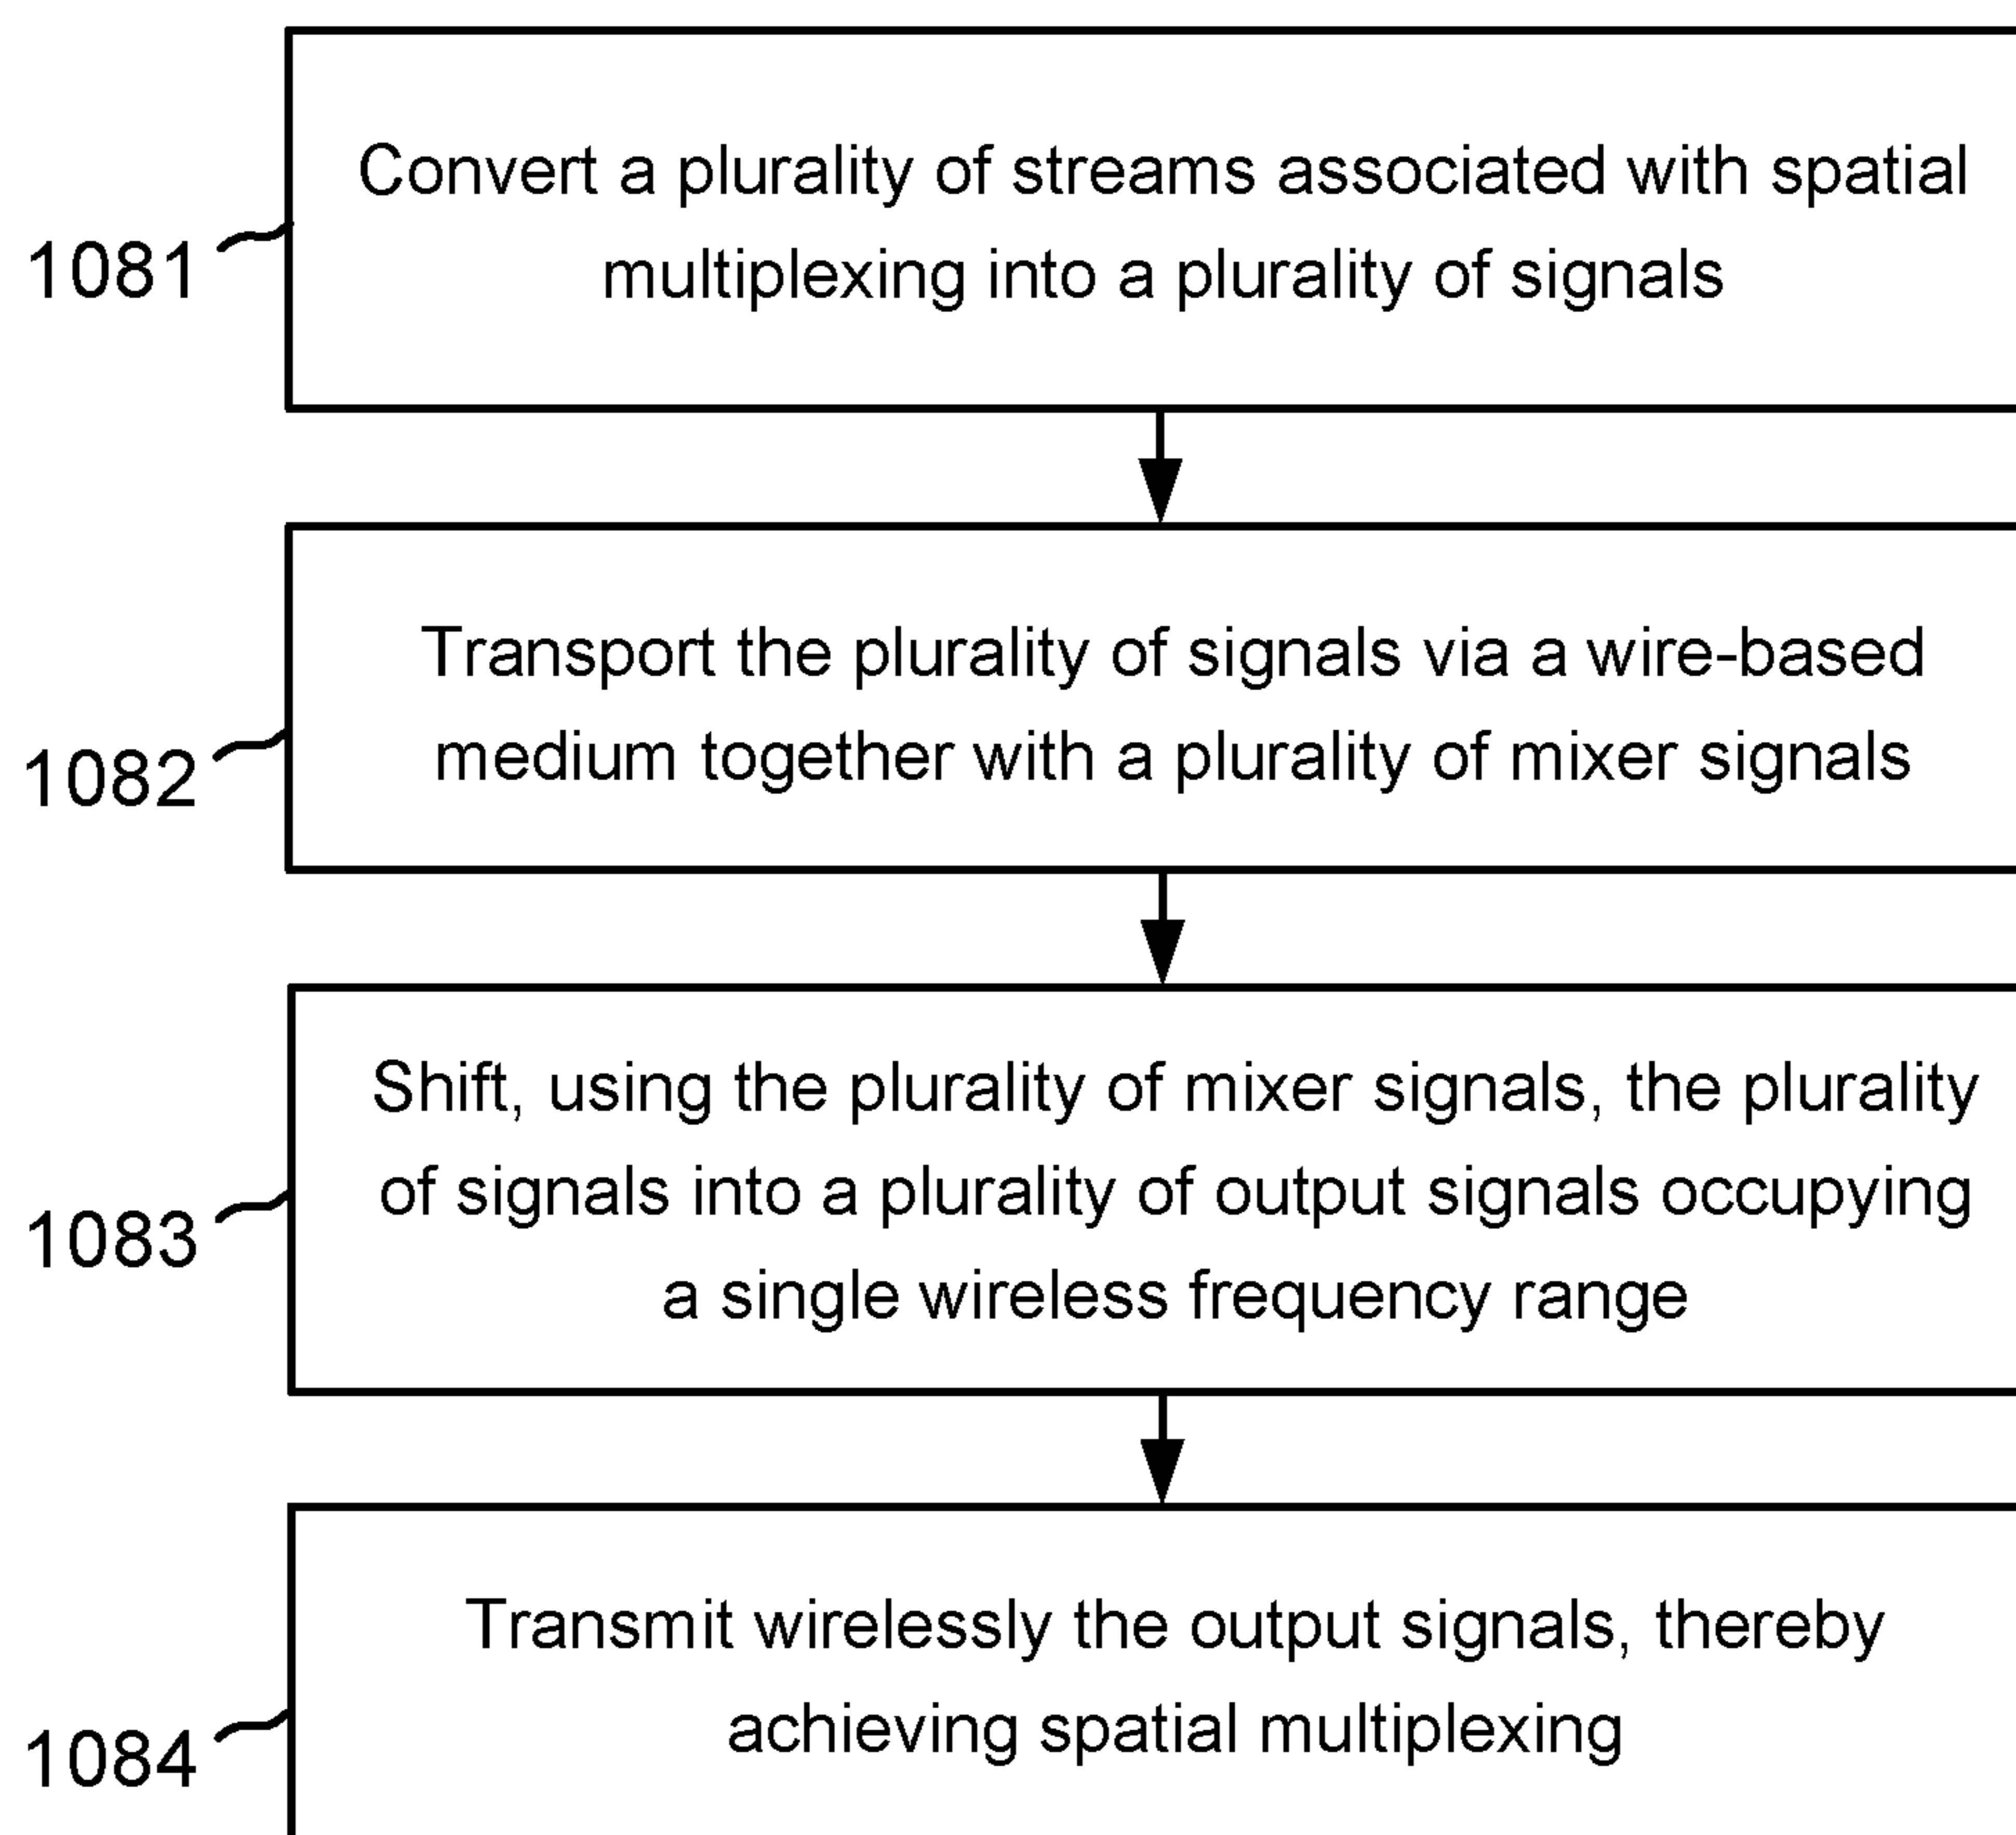 Convert a plurality of streams associated with spatial
multiplexing into a plurality of signals
1081
Transport the plurality of signals via a wire-based
medium together with a plurality of mixer signals
1082
Shift, using the plurality of mixer signals, the plurality
of signals into a plurality of output signals occupying
a single wireless frequency range
1083
Transmit wirelessly the output signals, thereby
achieving spatial multiplexing
1084